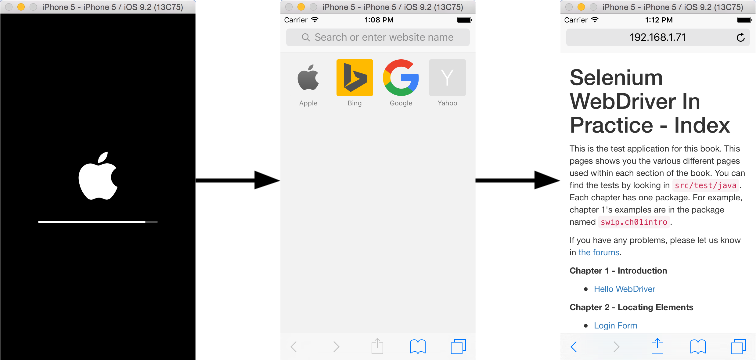 iPhone 5 - iPhone 5 / iOS 9.2 (13C75)
iPhone 5 - iPhone 5 / iOS 9.2 (13C75)
Carrier 1:08 PM
Search or enter website name
Apple Bing Google Yahoo
Y
iPhone 5 - iPhone 5 / iOS 9.2 (13C75)
Carrier 1:12 PM
192.168.1.71
Selenium
WebDriver In
Practice - Index
This is the test application for this book. This
pages shows you the various different pages
used within each section of the book. You can
find the tests by looking in src/test/java.
Each chapter has one package. For example,
chapter 1's examples are in the package
named swip.ch01intro.
If you have any problems, please let us know
in the forums.
Chapter 1 - Introduction
Hello WebDriver
Chapter 2 - Locating Elements
Login Form